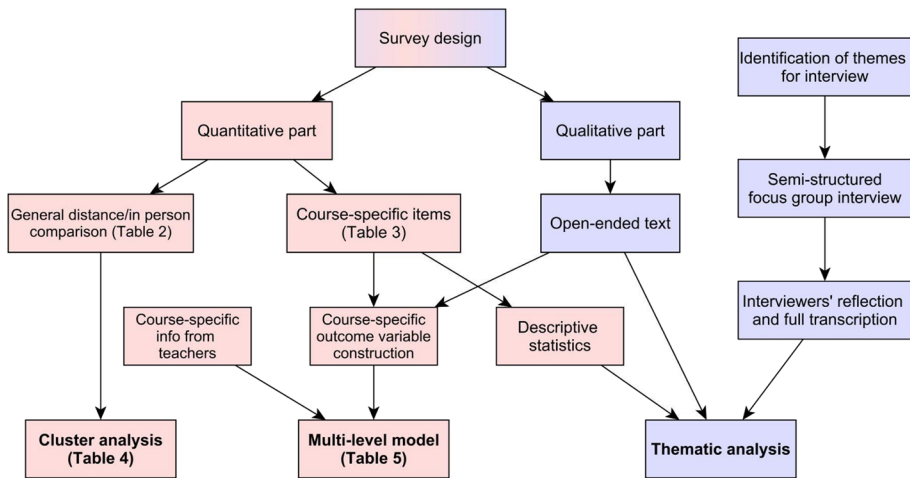 Survey design
Identification of themes
for interview
Quantitative part
Qualitative part
Semi-structured
focus group interview
General distance/in person
comparison (Table 2)
Course-specific items
(Table 3)
Open-ended text
Interviewers' reflection
and full transcription
Course-specific
info from
teachers
Course-specific
outcome variable
construction
Descriptive
statistics
Cluster analysis
(Table 4)
Multi-level model
(Table 5)
Thematic analysis